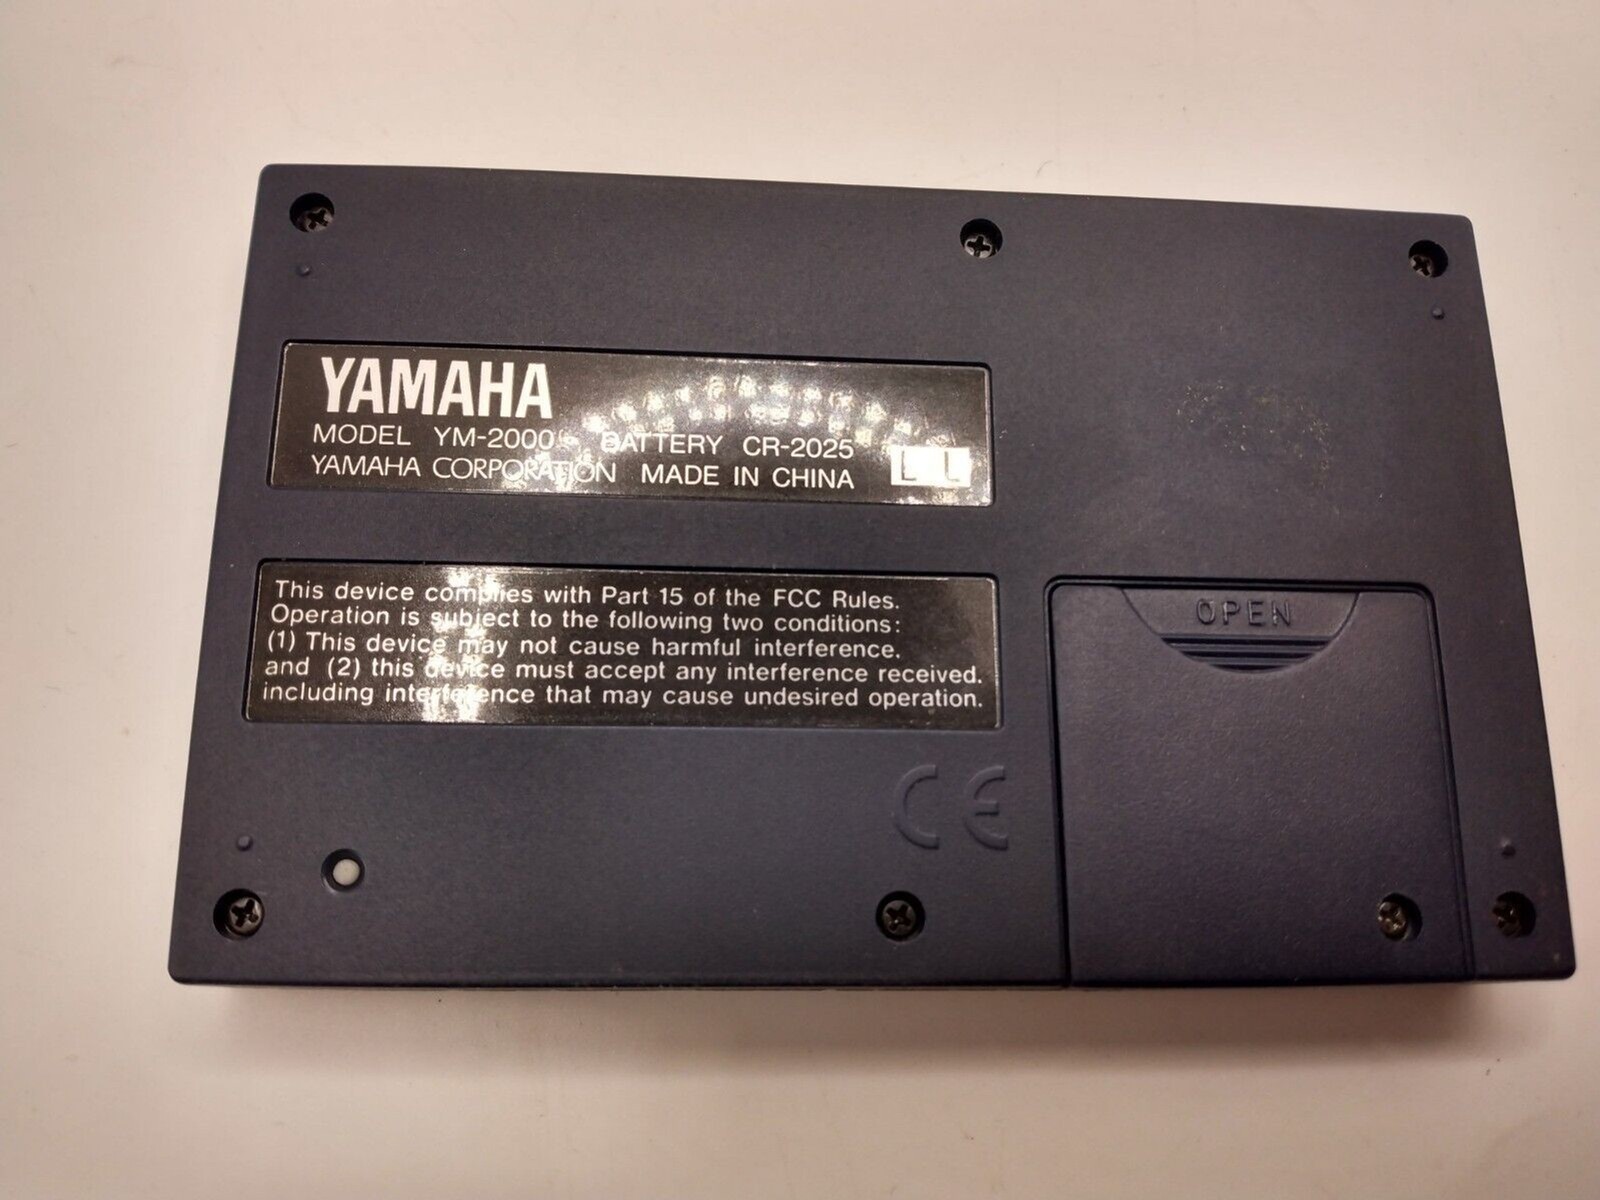 YAMAHA
MODEL YM-2000 BATTERY CR-2025
YAMAHA CORPORATION MADE IN CHINA
L L
This device complies with Part 15 of the FCC Rules.
Operation is subject to the following two conditions:
(1) This device may not cause harmful interference.
and (2) this device must accept any interference received.
including interference that may cause undesired operation.
OPEN
CE